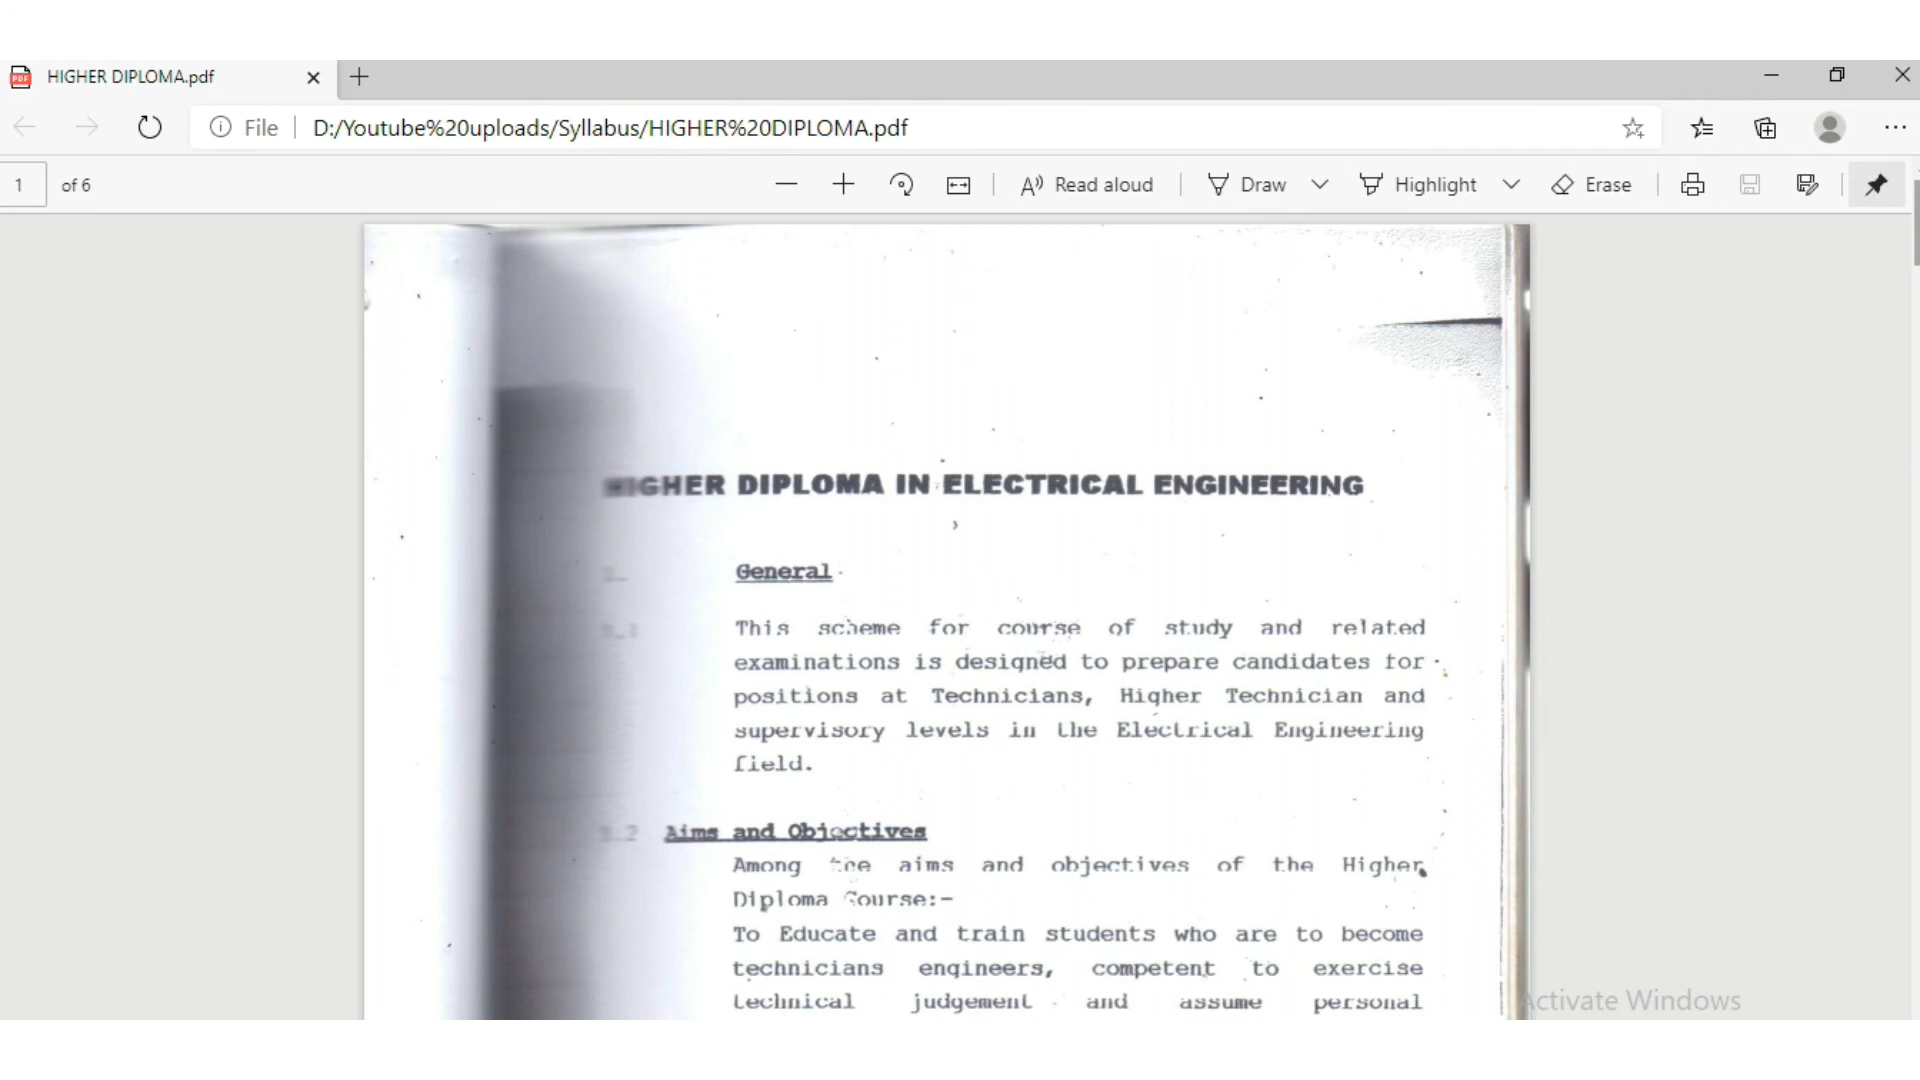 HIGHER DIPLOMA.pdf
File D:/Youtube%20uploads/Syllabus/HIGHER%20DIPLOMA.pdf
1 of 6 Read aloud Draw Highlight Erase
HIGHER DIPLOMA IN ELECTRICAL ENGINEERING
General
This scheme for course of study and related
examinations is designed to prepare candidates for
positions at Technicians, Higher Technician and
supervisory levels in the Electrical Engineering
field.
1.2 Aims and Objectives
Among the aims and objectives of the Higher
Diploma Course:-
To Educate and train students who are to become
technicians engineers, competent to exercise
technical judgement and assume personal
Activate Windows